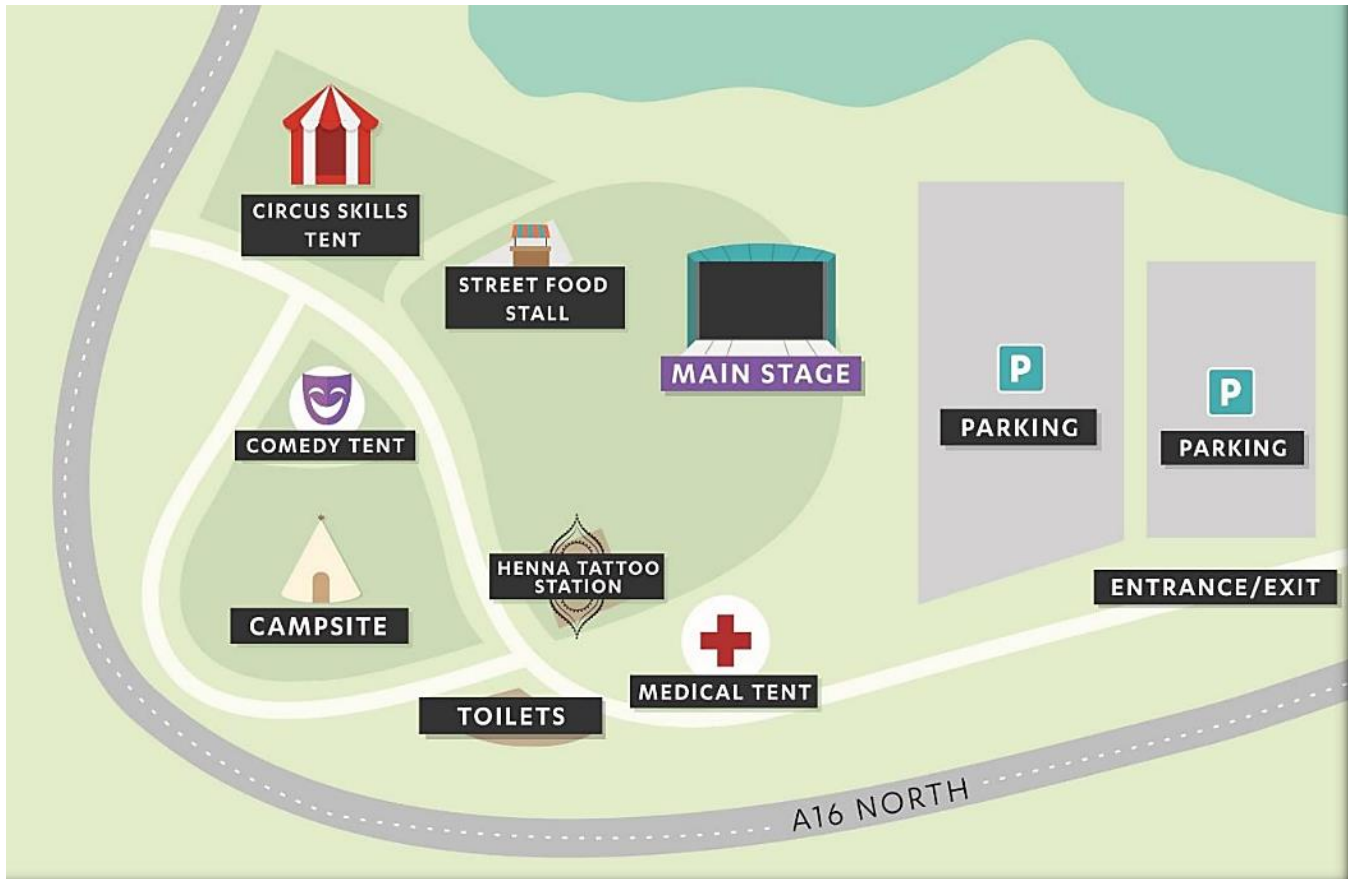 CIRCUS SKILLS
TENT
STREET FOOD
STALL
MAIN STAGE
P
PARKING
P
PARKING
COMEDY TENT
HENNA TATTOO
STATION
ENTRANCE/EXIT
CAMPSITE
MEDICAL TENT
TOILETS
A16 NORTH